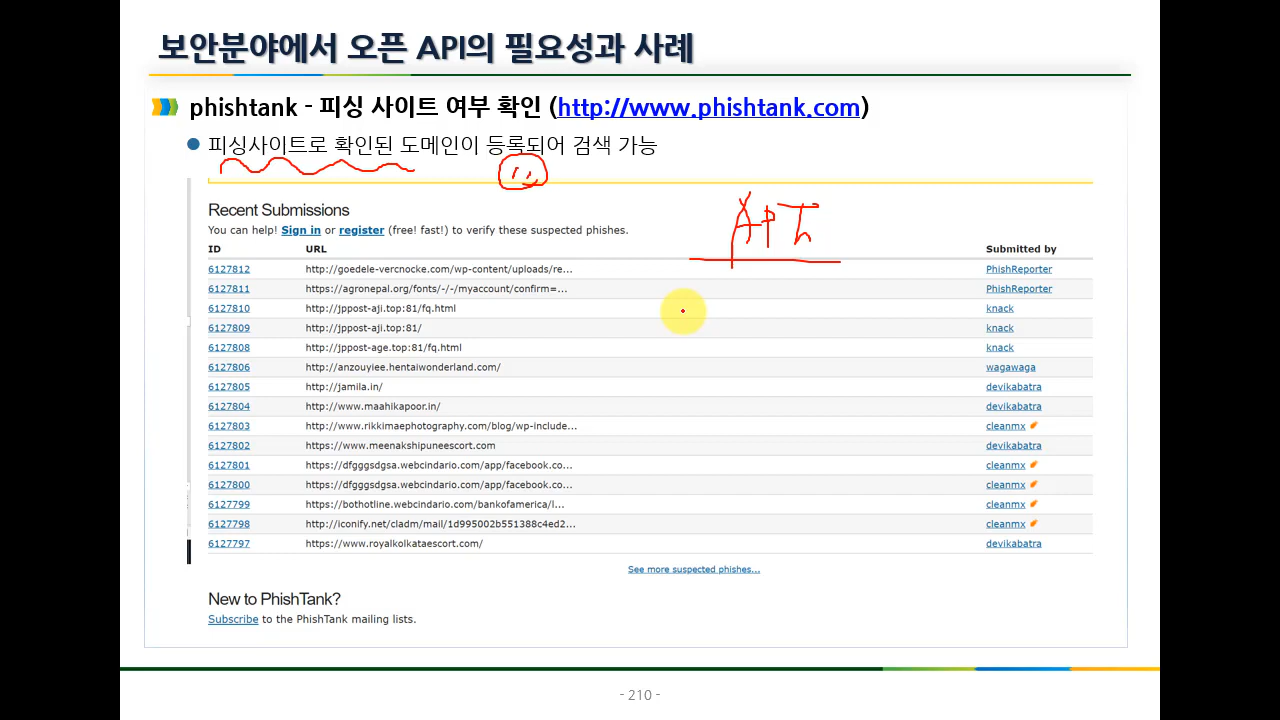 보안분야에서 오픈 API의 필요성과 사례
phishtank - 피싱 사이트 여부 확인 (http://www.phishtank.com)
피싱사이트로 확인된 도메인이 등록되어 검색 가능
Recent Submissions
You can help! Sign in or register (free! fast!) to verify these suspected phishes.
ID URL Submitted by
6127812 http://goedele-vercnocke.com/wp-content/uploads/re... PhishReporter
6127811 https://agronepal.org/fonts/-/-/myaccount/confirm=... PhishReporter
6127810 http://jppost-aji.top:81/fq.html knack
6127809 http://jppost-aji.top:81/ knack
6127808 http://jppost-age.top:81/fq.html knack
6127806 http://anzouyiee.hentaiwonderland.com/ wagawaga
6127805 http://jamila.in/ devikabatra
6127804 http://www.maahikapoor.in/ devikabatra
6127803 http://www.rikkimaephotography.com/blog/wp-include... cleanmx
6127802 https://www.meenakshipuneescort.com devikabatra
6127801 https://dfgggsdgsa.webcindario.com/app/facebook.co... cleanmx
6127800 https://dfgggsdgsa.webcindario.com/app/facebook.co... cleanmx
6127799 https://bothotline.webcindario.com/bankofamerica/l... cleanmx
6127798 http://iconify.net/cladm/mail/1d995002b551388c4ed2... cleanmx
6127797 https://www.royalkolkataescort.com/ devikabatra
See more suspected phishes...
New to PhishTank?
Subscribe to the PhishTank mailing lists.
- 210 -